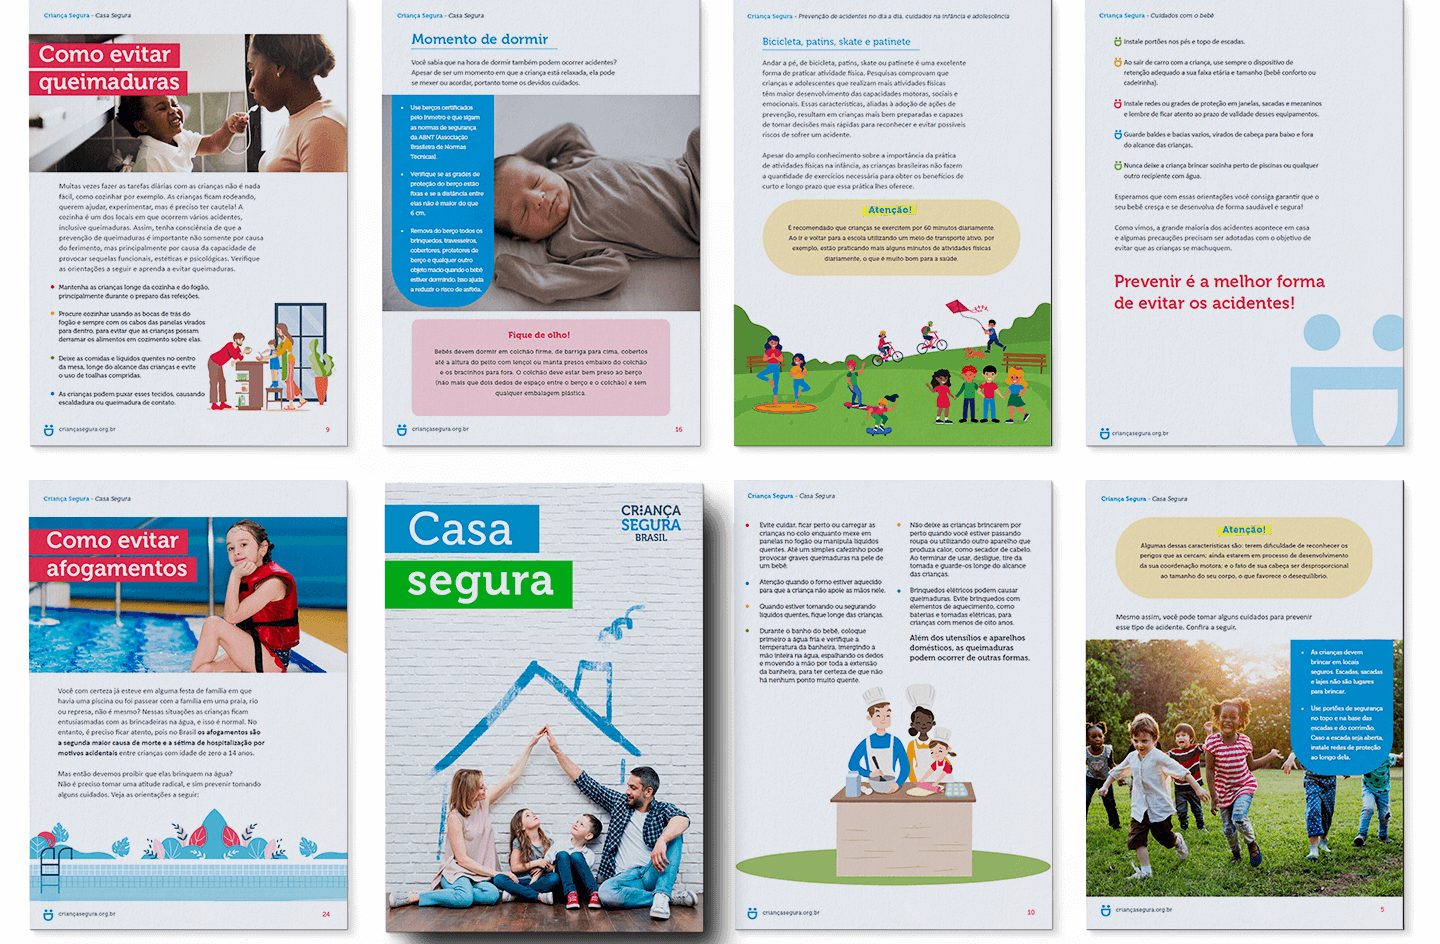 Criança Segura - Casa Segura
Como evitar
queimaduras
Muitas vezes fazer as tarefas diárias com as crianças não é nada
fácil, como cozinhar por exemplo. As crianças ficam rodeando,
querem ajudar, experimentar, mas é preciso ter cautela! A
cozinha é um dos locais em que ocorrem vários acidentes,
inclusive queimaduras. Assim, tenha consciência de que a
prevenção de queimaduras é importante não somente por causa
do ferimento, mas principalmente por causa da capacidade de
provocar sequelas funcionais, estéticas e psicológicas. Verifique
as orientações a seguir e aprenda a evitar queimaduras.
Mantenha as crianças longe da cozinha e do fogão,
principalmente durante o preparo das refeições.
Procure cozinhar usando as bocas de trás do
fogão e sempre com os cabos das panelas virados
para dentro, para evitar que as crianças possam
derramar os alimentos em cozimento sobre elas.
Deixe as comidas e líquidos quentes no centro
da mesa, longe do alcance das crianças e evite
o uso de toalhas compridas.
As crianças podem puxar esses tecidos, causando
escaldadura ou queimadura de contato.
criançasegura.org.br
9
Criança Segura - Casa Segura
Momento de dormir
Você sabia que na hora de dormir também podem ocorrer acidentes?
Apesar de ser um momento em que a criança está relaxada, ela pode
se mexer ou acordar, portanto tome os devidos cuidados.
• Use berços certificados
pelo Inmetro e que sigam
as normas de segurança
da ABNT (Associação
Brasileira de Normas
Técnicas).
• Verifique se as grades de
proteção do berço estão
fixas e se a distância entre
elas não é maior do que
6 cm.
• Remova do berço todos os
brinquedos, travesseiros,
cobertores, protetores de
berço e qualquer outro
objeto macio quando o bebê
estiver dormindo. Isso ajuda
a reduzir o risco de asfixia.
Fique de olho!
Bebês devem dormir em colchão firme, de barriga para cima, cobertos
até a altura do peito com lençol ou manta presos embaixo do colchão
e os bracinhos para fora. O colchão deve estar bem preso ao berço
(não mais que dois dedos de espaço entre o berço e o colchão) e sem
qualquer embalagem plástica.
criançasegura.org.br
16
Criança Segura - Prevenção de acidentes no dia a dia, cuidados na infância e adolescência
Bicicleta, patins, skate e patinete
Andar a pé, de bicicleta, patins, skate ou patinete é uma excelente
forma de praticar atividade física. Pesquisas comprovam que
crianças e adolescentes que realizam mais atividades físicas
têm maior desenvolvimento das capacidades motoras, sociais e
emocionais. Essas características, aliadas à adoção de ações de
prevenção, resultam em crianças mais bem preparadas e capazes
de tomar decisões mais rápidas para reconhecer e evitar possíveis
riscos de sofrer um acidente.
Apesar do amplo conhecimento sobre a importância da prática
de atividades físicas na infância, as crianças brasileiras não fazem
a quantidade de exercícios necessária para obter os benefícios de
curto e longo prazo que essa prática lhes oferece.
Atenção!
É recomendado que crianças se exercitem por 60 minutos diariamente.
Ao ir e voltar para a escola utilizando um meio de transporte ativo, por
exemplo, estão praticando mais alguns minutos de atividades físicas
diariamente, o que é muito bom para a saúde.
Criança Segura - Cuidados com o bebê
Instale portões nos pés e topo de escadas.
Ao sair de carro com a criança, use sempre o dispositivo de
retenção adequado a sua faixa etária e tamanho (bebê conforto ou
cadeirinha).
Instale redes ou grades de proteção em janelas, sacadas e mezaninos
e lembre de ficar atento ao prazo de validade desses equipamentos.
Guarde baldes e bacias vazios, virados de cabeça para baixo e fora
do alcance das crianças.
Nunca deixe a criança brincar sozinha perto de piscinas ou qualquer
outro recipiente com água.
Esperamos que com essas orientações você consiga garantir que o
seu bebê cresça e se desenvolva de forma saudável e segura!
Como vimos, a grande maioria dos acidentes acontece em casa
e algumas precauções precisam ser adotadas com o objetivo de
evitar que as crianças se machuquem.
Prevenir é a melhor forma
de evitar os acidentes!
criançasegura.org.br
Criança Segura - Casa Segura
Como evitar
afogamentos
Você com certeza já esteve em alguma festa de família em que
havia uma piscina ou foi passear com a família em uma praia, rio
ou represa, não é mesmo? Nessas situações as crianças ficam
entusiasmadas com as brincadeiras na água, e isso é normal. No
entanto, é preciso ficar atento, pois no Brasil os afogamentos são
a segunda maior causa de morte e a sétima de hospitalização por
motivos acidentais entre crianças com idade de zero a 14 anos.
Mas então devemos proibir que elas brinquem na água?
Não é preciso tomar uma atitude radical, e sim prevenir tomando
alguns cuidados. Veja as orientações a seguir:
criançasegura.org.br
24
CRIANÇA
SEGURA
BRASIL
Casa
segura
Criança Segura - Casa Segura
Evite cuidar, ficar perto ou carregar as
crianças no colo enquanto mexe em
panelas no fogão ou manipula líquidos
quentes. Até um simples cafezinho pode
provocar graves queimaduras na pele de
um bebê.
Atenção quando o forno estiver aquecido
para que a criança não apoie as mãos nele.
Quando estiver tomando ou segurando
líquidos quentes, fique longe das crianças.
Durante o banho do bebê, coloque
primeiro a água fria e verifique a
temperatura da banheira, imergindo a
mão inteira na água, espalhando os dedos
e movendo a mão por toda a extensão
da banheira, para ter certeza de que não
há nenhum ponto muito quente.
Não deixe as crianças brincarem por
perto quando você estiver passando
roupa ou utilizando outro aparelho que
produza calor, como secador de cabelo.
Ao terminar de usar, desligue, tire da
tomada e guarde-os longe do alcance
das crianças.
Brinquedos elétricos podem causar
queimaduras. Evite brinquedos com
elementos de aquecimento, como
baterias e tomadas elétricas, para
crianças com menos de oito anos.
Além dos utensílios e aparelhos
domésticos, as queimaduras
podem ocorrer de outras formas.
criançasegura.org.br
10
Criança Segura - Casa Segura
Atenção!
Algumas dessas características são: terem dificuldade de reconhecer os
perigos que as cercam; ainda estarem em processo de desenvolvimento
da sua coordenação motora; e o fato de sua cabeça ser desproporcional
ao tamanho do seu corpo, o que favorece o desequilíbrio.
Mesmo assim, você pode tomar alguns cuidados para prevenir
esse tipo de acidente. Confira a seguir.
• As crianças devem
brincar em locais
seguros. Escadas, sacadas
e lajes não são lugares
para brincar.
• Use portões de segurança
no topo e na base das
escadas e do corrimão.
Caso a escada seja aberta,
instale redes de proteção
ao longo dela.
criançasegura.org.br
5